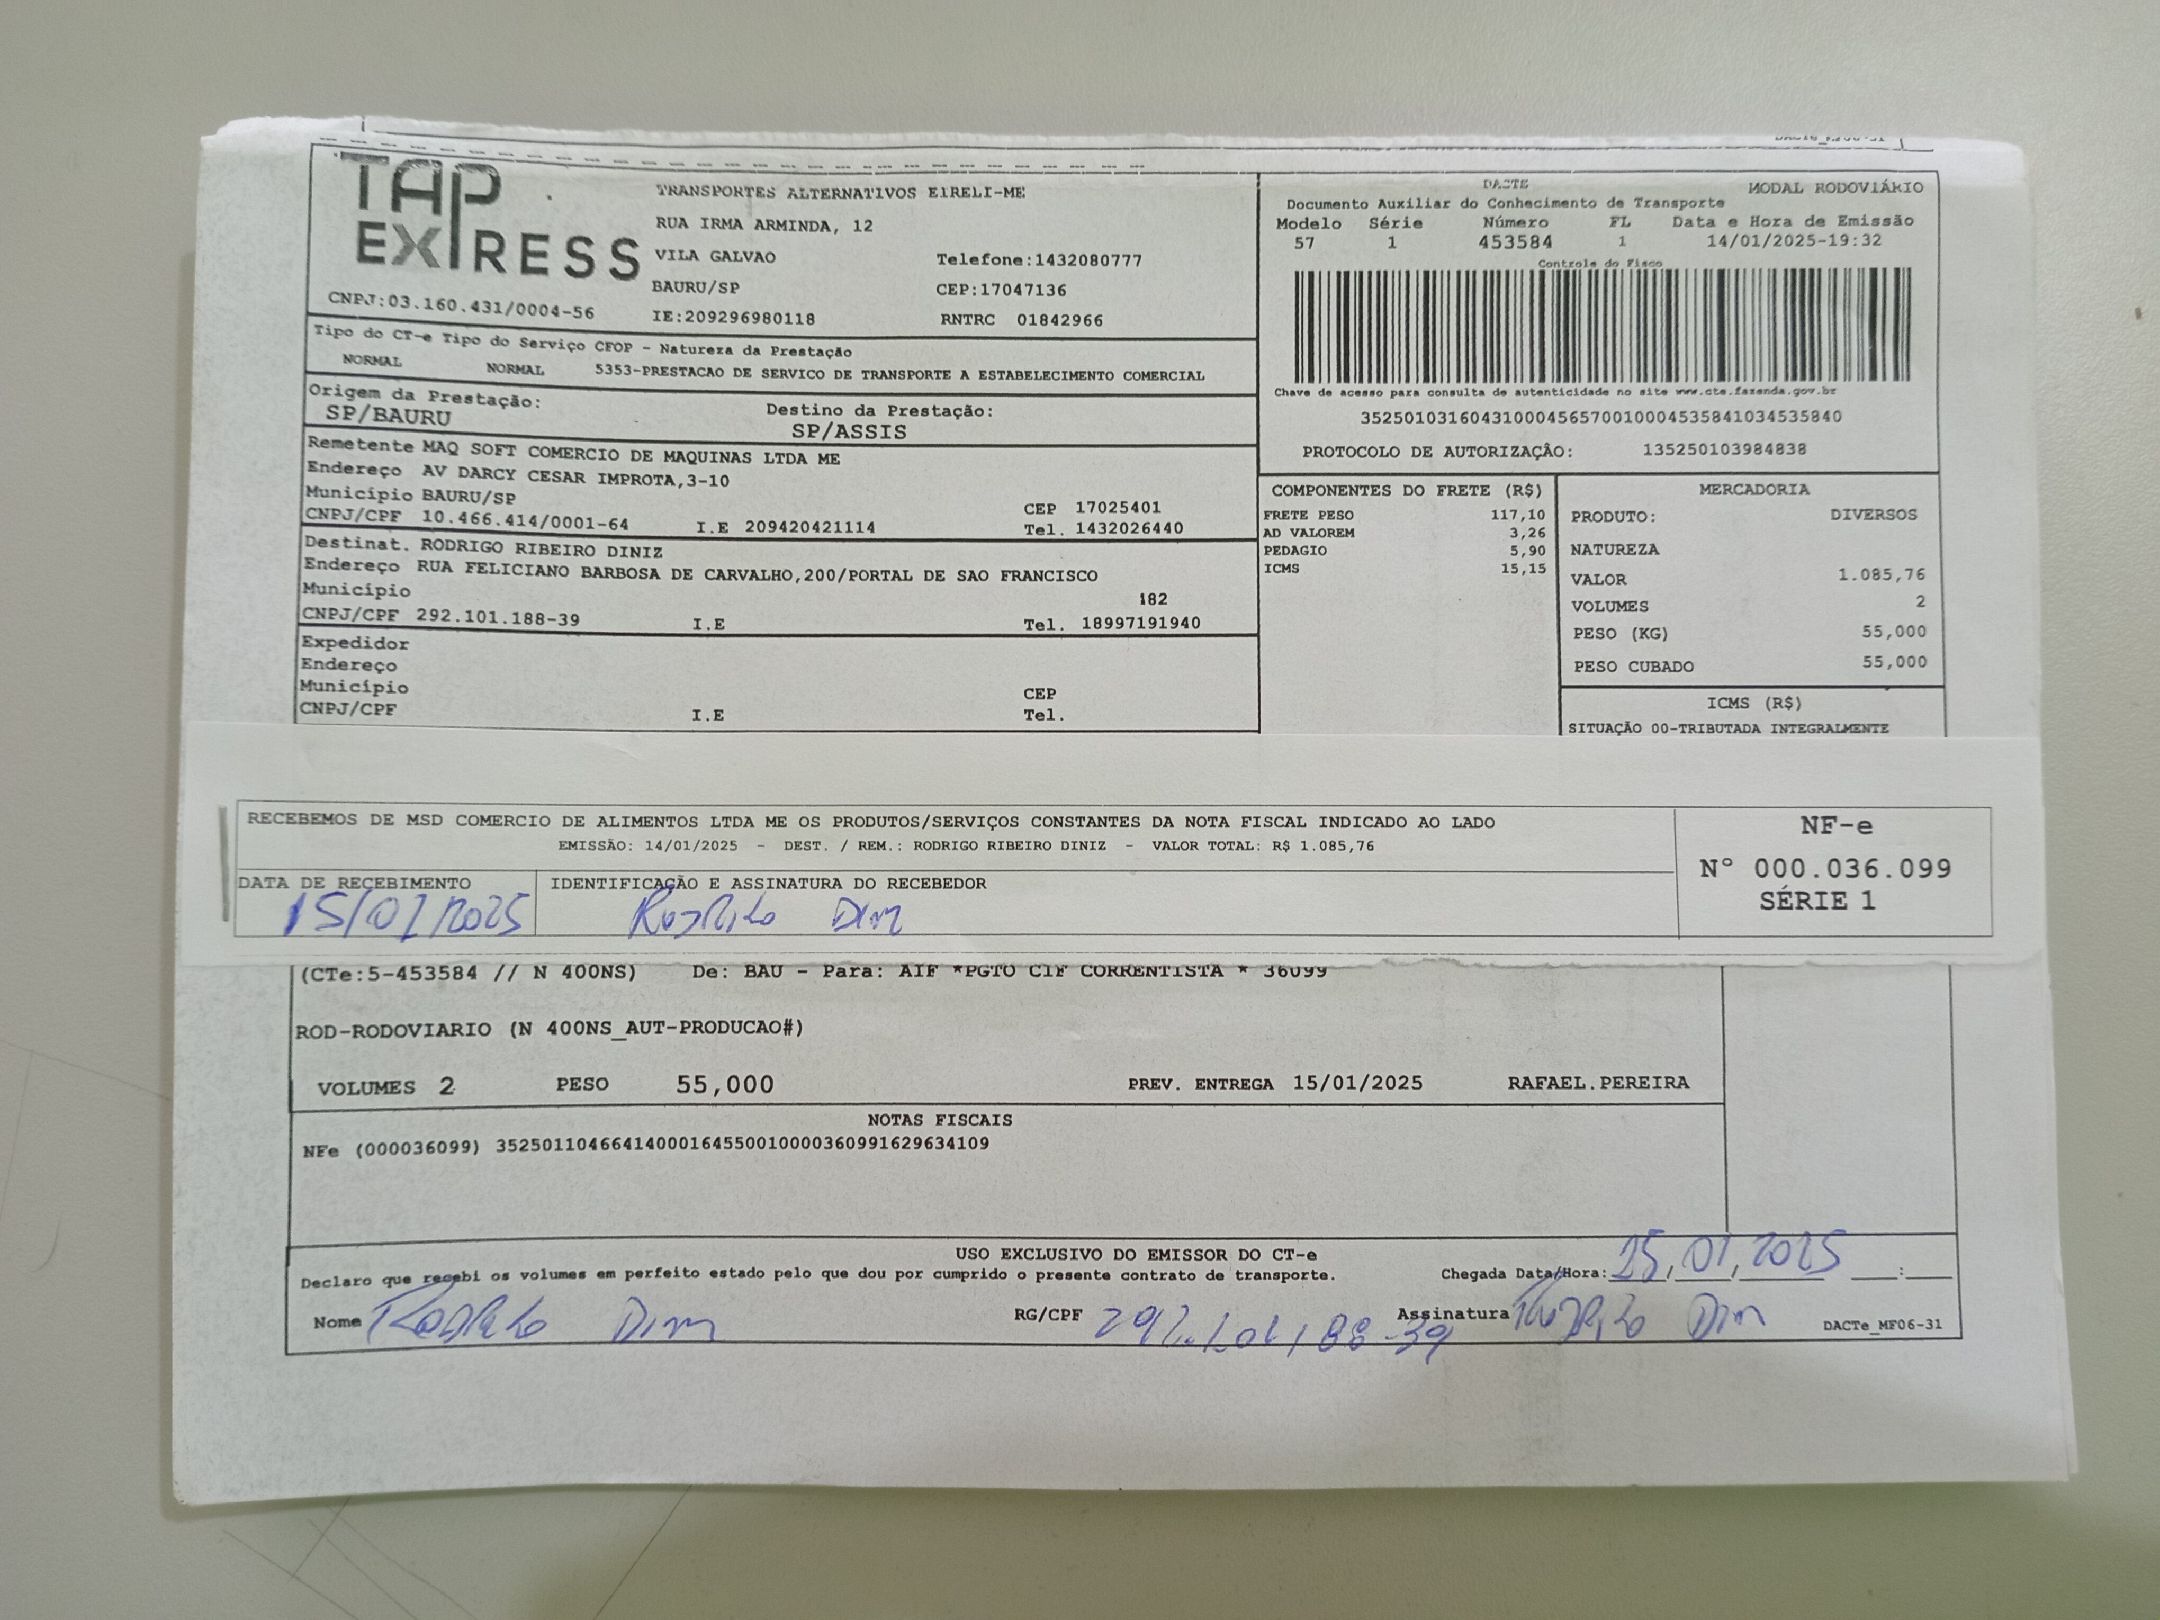 TAP EXPRESS
CNPJ:03.160.431/0004-56
TRANSPORTES ALTERNATIVOS EIRELI-ME
RUA IRMA ARMINDA, 12
VILA GALVAO Telefone:1432080777
BAURU/SP CEP:17047136
IE:209296980118 RNTRC 01842966
DACTE MODAL RODOVIÁRIO
Documento Auxiliar do Conhecimento de Transporte
Modelo Série Número FL Data e Hora de Emissão
57 1 453584 1 14/01/2025-19:32
Controle do Fisco
Chave de acesso para consulta de autenticidade no site www.cte.fazenda.gov.br
35250103160431000456570010004535841034535840
PROTOCOLO DE AUTORIZAÇÃO: 135250103984838
Tipo do CT-e Tipo do Serviço CFOP - Natureza da Prestação
NORMAL NORMAL 5353-PRESTACAO DE SERVICO DE TRANSPORTE A ESTABELECIMENTO COMERCIAL
Origem da Prestação: Destino da Prestação:
SP/BAURU SP/ASSIS
Remetente MAQ SOFT COMERCIO DE MAQUINAS LTDA ME
Endereço AV DARCY CESAR IMPROTA,3-10
Município BAURU/SP CEP 17025401
CNPJ/CPF 10.466.414/0001-64 I.E 209420421114 Tel. 1432026440
Destinat. RODRIGO RIBEIRO DINIZ
Endereço RUA FELICIANO BARBOSA DE CARVALHO,200/PORTAL DE SAO FRANCISCO
Município 182
CNPJ/CPF 292.101.188-39 I.E Tel. 18997191940
Expedidor
Endereço
Município CEP
CNPJ/CPF I.E Tel.
COMPONENTES DO FRETE (R$)
FRETE PESO 117,10
AD VALOREM 3,26
PEDAGIO 5,90
ICMS 15,15
MERCADORIA
PRODUTO: DIVERSOS
NATUREZA
VALOR 1.085,76
VOLUMES 2
PESO (KG) 55,000
PESO CUBADO 55,000
ICMS (R$)
SITUAÇÃO 00-TRIBUTADA INTEGRALMENTE
RECEBEMOS DE MSD COMERCIO DE ALIMENTOS LTDA ME OS PRODUTOS/SERVIÇOS CONSTANTES DA NOTA FISCAL INDICADO AO LADO
EMISSÃO: 14/01/2025 - DEST. / REM.: RODRIGO RIBEIRO DINIZ - VALOR TOTAL: R$ 1.085,76
DATA DE RECEBIMENTO IDENTIFICAÇÃO E ASSINATURA DO RECEBEDOR
15/01/2025
NF-e
N° 000.036.099
SÉRIE 1
(CTe:5-453584 // N 400NS) De: BAU - Para: AIF *PGTO CIF CORRENTISTA * 36099
ROD-RODOVIARIO (N 400NS_AUT-PRODUCAO#)
VOLUMES 2 PESO 55,000 PREV. ENTREGA 15/01/2025 RAFAEL.PEREIRA
NOTAS FISCAIS
NFe (000036099) 35250110466414000164550010000360991629634109
USO EXCLUSIVO DO EMISSOR DO CT-e
Declaro que recebi os volumes em perfeito estado pelo que dou por cumprido o presente contrato de transporte. Chegada Data/Hora: 15,01,2025 :
Nome RG/CPF Assinatura DACTe_MF06-31